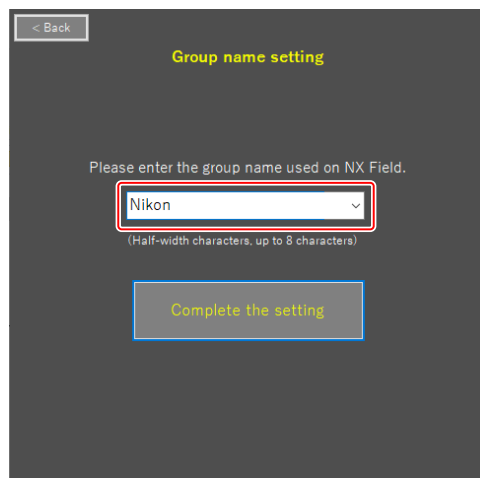 < Back
Group name setting
Please enter the group name used on NX Field.
Nikon
(Half-width characters, up to 8 characters)
Complete the setting